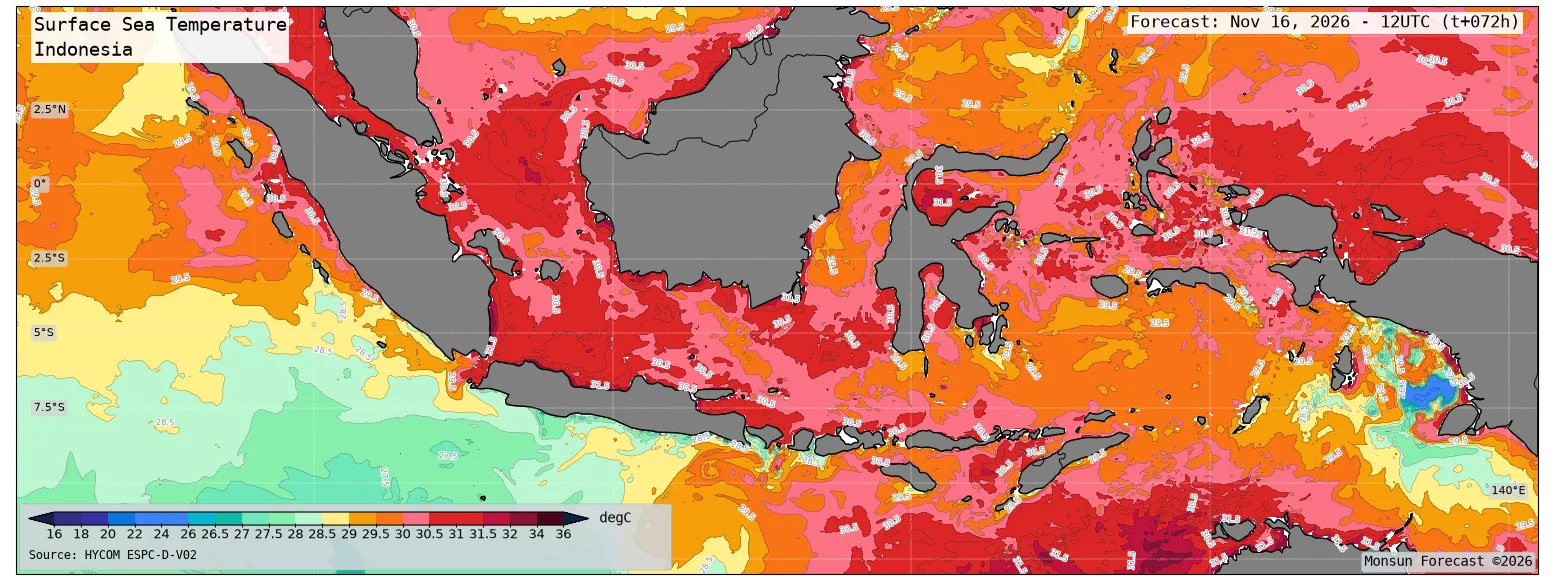 Surface Sea Temperature
Indonesia
Forecast: Nov 16, 2026 - 12UTC (t+072h)
2.5°N
0°
2.5°S
5°S
7.5°S
140°E
degC
16 18 20 22 24 26 26.5 27 27.5 28 28.5 29 29.5 30 30.5 31 31.5 32 34 36
Source: HYCOM ESPC-D-V02
Monsun Forecast ©2026